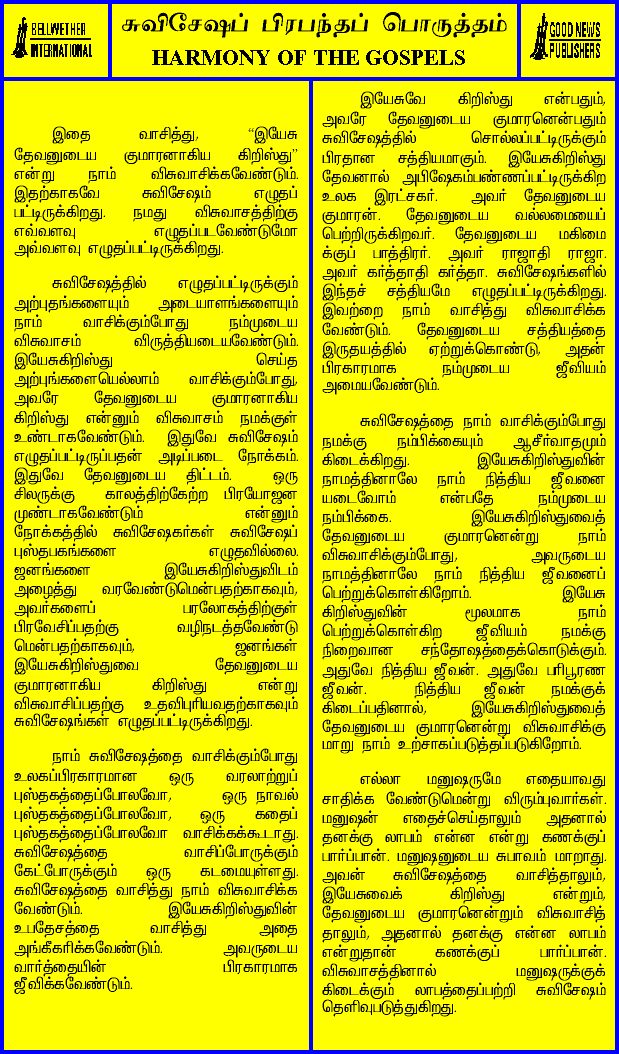 BELLWETHER
INTERNATIONAL
சுவிசேஷப் பிரபந்தப் பொருத்தம்
HARMONY OF THE GOSPELS
GOOD NEWS
PUBLISHERS
இதை வாசித்து, “இயேசு
தேவனுடைய குமாரனாகிய கிறிஸ்து”
என்று நாம் விசுவாசிக்கவேண்டும்.
இதற்காகவே சுவிசேஷம் எழுதப்
பட்டிருக்கிறது. நமது விசுவாசத்திற்கு
எவ்வளவு எழுதப்படவேண்டுமோ
அவ்வளவு எழுதப்பட்டிருக்கிறது.
சுவிசேஷத்தில் எழுதப்பட்டிருக்கும்
அற்புதங்களையும் அடையாளங்களையும்
நாம் வாசிக்கும்போது நம்முடைய
விசுவாசம் விருத்தியடையவேண்டும்.
இயேசுகிறிஸ்து செய்த
அற்புங்களையெல்லாம் வாசிக்கும்போது,
அவரே தேவனுடைய குமாரனாகிய
கிறிஸ்து என்னும் விசுவாசம் நமக்குள்
உண்டாகவேண்டும். இதுவே சுவிசேஷம்
எழுதப்பட்டிருப்பதன் அடிப்படை நோக்கம்.
இதுவே தேவனுடைய திட்டம். ஒரு
சிலருக்கு காலத்திற்கேற்ற பிரயோஜன
முண்டாகவேண்டும் என்னும்
நோக்கத்தில் சுவிசேஷகர்கள் சுவிசேஷப்
புஸ்தபகங்களை எழுதவில்லை.
ஜனங்களை இயேசுகிறிஸ்துவிடம்
அழைத்து வரவேண்டுமென்பதற்காகவும்,
அவர்களைப் பரலோகத்திற்குள்
பிரவேசிப்பதற்கு வழிநடத்தவேண்டு
மென்பதற்காகவும், ஜனங்கள்
இயேசுகிறிஸ்துவை தேவனுடைய
குமாரனாகிய கிறிஸ்து என்று
விசுவாசிப்பதற்கு உதவிபுரியவதற்காகவும்
சுவிசேஷங்கள் எழுதப்பட்டிருக்கிறது.
நாம் சுவிசேஷத்தை வாசிக்கும்போது
உலகப்பிரகாரமான ஒரு வரலாற்றுப்
புஸ்தகத்தைப்போலவோ, ஒரு நாவல்
புஸ்தகத்தைப்போலவோ, ஒரு கதைப்
புஸ்தகத்தைப்போலவோ வாசிக்கக்கூடாது.
சுவிசேஷத்தை வாசிப்போருக்கும்
கேட்போருக்கும் ஒரு கடமையுள்ளது.
சுவிசேஷத்தை வாசித்து நாம் விசுவாசிக்க
வேண்டும். இயேசுகிறிஸ்துவின்
உபதேசத்தை வாசித்து அதை
அங்கீகரிக்கவேண்டும். அவருடைய
வார்த்தையின் பிரகாரமாக
ஜீவிக்கவேண்டும்.
இயேசுவே கிறிஸ்து என்பதும்,
அவரே தேவனுடைய குமாரனென்பதும்
சுவிசேஷத்தில் சொல்லப்பட்டிருக்கும்
பிரதான சத்தியமாகும். இயேசுகிறிஸ்து
தேவனால் அபிஷேகம்பண்ணப்பட்டிருக்கிற
உலக இரட்சகர். அவர் தேவனுடைய
குமாரன். தேவனுடைய வல்லமையைப்
பெற்றிருக்கிறவர். தேவனுடைய மகிமை
க்குப் பாத்திரர். அவர் ராஜாதி ராஜா.
அவர் கர்த்தாதி கர்த்தா. சுவிசேஷங்களில்
இந்தச் சத்தியமே எழுதப்பட்டிருக்கிறது.
இவற்றை நாம் வாசித்து விசுவாசிக்க
வேண்டும். தேவனுடைய சத்தியத்தை
இருதயத்தில் ஏற்றுக்கொண்டு, அதன்
பிரகாரமாக நம்முடைய ஜீவியம்
அமையவேண்டும்.
சுவிசேஷத்தை நாம் வாசிக்கும்போது
நமக்கு நம்பிக்கையும் ஆசீர்வாதமும்
கிடைக்கிறது. இயேசுகிறிஸ்துவின்
நாமத்தினாலே நாம் நித்திய ஜீவனை
யடைவோம் என்பதே நம்முடைய
நம்பிக்கை. இயேசுகிறிஸ்துவைத்
தேவனுடைய குமாரனென்று நாம்
விசுவாசிக்கும்போது, அவருடைய
நாமத்தினாலே நாம் நித்திய ஜீவனைப்
பெற்றுக்கொள்கிறோம். இயேசு
கிறிஸ்துவின் மூலமாக நாம்
பெற்றுக்கொள்கிற ஜீவியம் நமக்கு
நிறைவான சந்தோஷத்தைக்கொடுக்கும்.
அதுவே நித்திய ஜீவன். அதுவே பரிபூரண
ஜீவன். நித்திய ஜீவன் நமக்குக்
கிடைப்பதினால், இயேசுகிறிஸ்துவைத்
தேவனுடைய குமாரனென்று விசுவாசிக்கு
மாறு நாம் உற்சாகப்படுத்தப்படுகிறோம்.
எல்லா மனுஷருமே எதையாவது
சாதிக்க வேண்டுமென்று விரும்புவார்கள்.
மனுஷன் எதைச்செய்தாலும் அதனால்
தனக்கு லாபம் என்ன என்று கணக்குப்
பார்ப்பான். மனுஷனுடைய சுபாவம் மாறாது.
அவன் சுவிசேஷத்தை வாசித்தாலும்,
இயேசுவைக் கிறிஸ்து என்றும்,
தேவனுடைய குமாரனென்றும் விசுவாசித்
தாலும், அதனால் தனக்கு என்ன லாபம்
என்றுதான் கணக்குப் பார்ப்பான்.
விசுவாசத்தினால் மனுஷருக்குக்
கிடைக்கும் லாபத்தைப்பற்றி சுவிசேஷம்
தெளிவுபடுத்துகிறது.